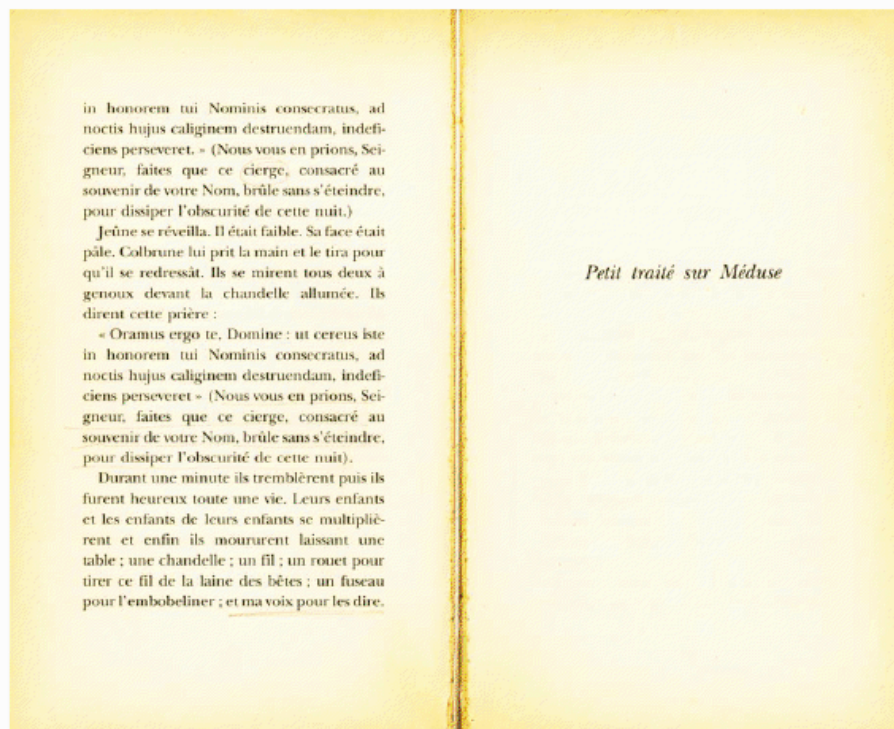 in honorem tui Nominis consecratus, ad
noctis hujus caliginem destruendam, indefi-
ciens perseveret. » (Nous vous en prions, Sei-
gneur, faites que ce cierge, consacré au
souvenir de votre Nom, brûle sans s'éteindre,
pour dissiper l'obscurité de cette nuit.)
Jeûne se réveilla. Il était faible. Sa face était
pâle. Colbrune lui prit la main et le tira pour
qu'il se redressât. Ils se mirent tous deux à
genoux devant la chandelle allumée. Ils
dirent cette prière :
« Oramus ergo te, Domine : ut cereus iste
in honorem tui Nominis consecratus, ad
noctis hujus caliginem destruendam, indefi-
ciens perseveret » (Nous vous en prions, Sei-
gneur, faites que ce cierge, consacré au
souvenir de votre Nom, brûle sans s'éteindre,
pour dissiper l'obscurité de cette nuit).
Durant une minute ils tremblèrent puis ils
furent heureux toute une vie. Leurs enfants
et les enfants de leurs enfants se multipliè-
rent et enfin ils moururent laissant une
table ; une chandelle ; un fil ; un rouet pour
tirer ce fil de la laine des bêtes ; un fuseau
pour l'embobeliner ; et ma voix pour les dire.
Petit traité sur Méduse